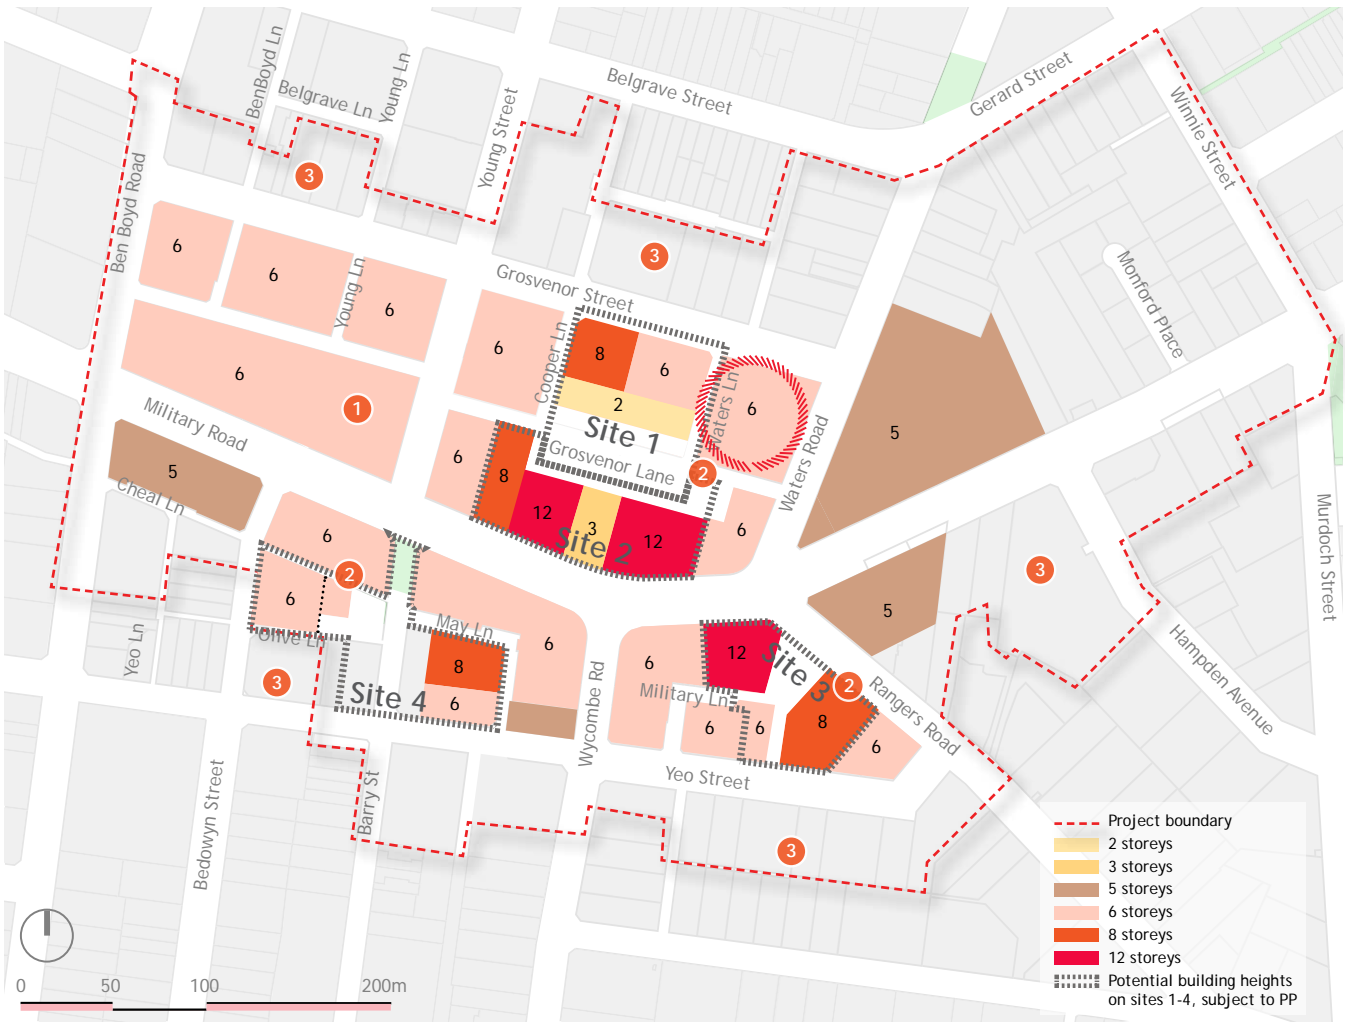 BenBoyd Ln
Young Ln
Belgrave Ln
Young Street
Belgrave Street
Gerard Street
Winnie Street
3
Ben Boyd Road
3
6
6
Young Ln
6
Grosvenor Street
Monford Place
6
Cooper Ln
8
6
Waters Ln
6
6
1
2
Site 1
Military Road
Grosvenor Lane
Waters Road
5
5
Cheal Ln
6
8
2
12
3
12
Site 2
6
6
2
6
3
Murdoch Street
5
Olive Ln
May Ln
Yeo Ln
8
6
6
12
Site 3
2
3
Site 4
6
Military Ln
6
6
8
6
Rangers Road
Hampden Avenue
Wycombe Rd
Yeo Street
Bedowyn Street
Barry St
3
Project boundary
2 storeys
3 storeys
5 storeys
6 storeys
8 storeys
12 storeys
Potential building heights
on sites 1-4, subject to PP
0 50 100 200m